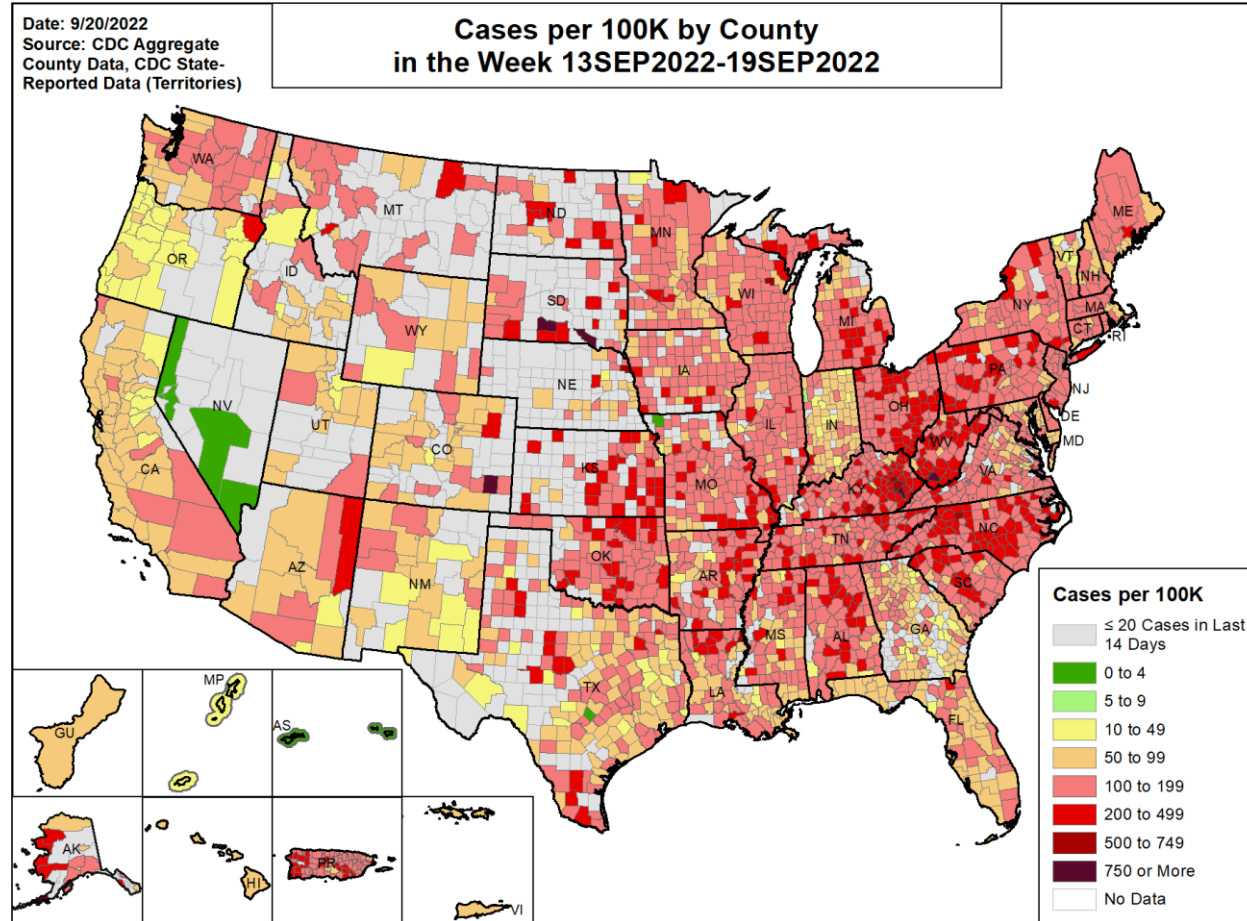 Date: 9/20/2022
Source: CDC Aggregate
County Data, CDC State-
Reported Data (Territories)
Cases per 100K by County
in the Week 13SEP2022-19SEP2022
WA
MT
ND
MN
ME
OR
ID
SD
WI
VT
NH
NY
MA
WY
MI
CT
RI
IA
PA
NE
NJ
NV
OH
DE
UT
IL
IN
WV
MD
CO
CA
KS
MO
KY
VA
NC
TN
OK
AZ
NM
AR
SC
MS
AL
GA
TX
LA
FL
MP
GU
AS
AK
HI
PR
VI
Cases per 100K
≤ 20 Cases in Last
14 Days
0 to 4
5 to 9
10 to 49
50 to 99
100 to 199
200 to 499
500 to 749
750 or More
No Data